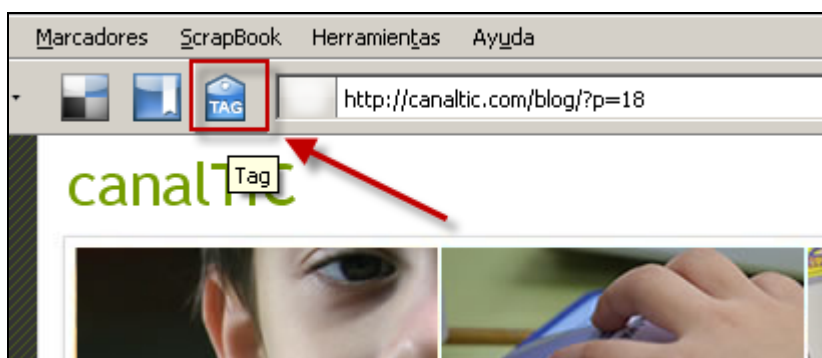 Marcadores ScrapBook Herramientas Ayuda
TAG http://canaltic.com/blog/?p=18
Tag
canalTIC